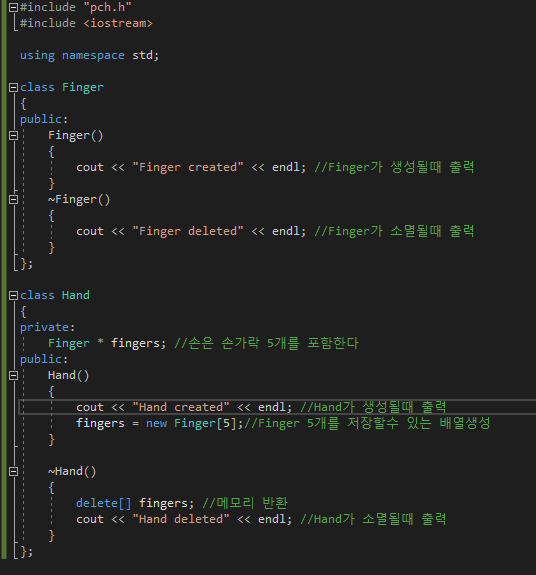 #include "pch.h"
#include <iostream>
using namespace std;
class Finger
{
public:
Finger()
{
cout << "Finger created" << endl; //Finger가 생성될때 출력
}
~Finger()
{
cout << "Finger deleted" << endl; //Finger가 소멸될때 출력
}
};
class Hand
{
private:
Finger * fingers; //손은 손가락 5개를 포함한다
public:
Hand()
{
cout << "Hand created" << endl; //Hand가 생성될때 출력
fingers = new Finger[5];//Finger 5개를 저장할수 있는 배열생성
}
~Hand()
{
delete[] fingers; //메모리 반환
cout << "Hand deleted" << endl; //Hand가 소멸될때 출력
}
};